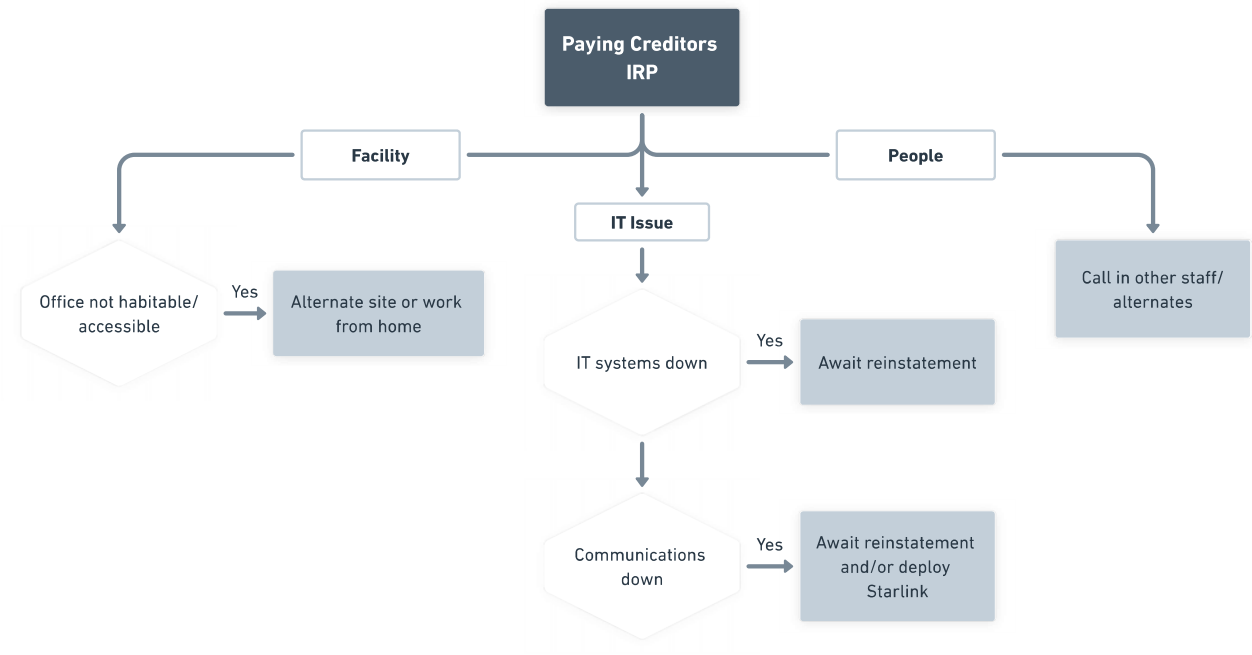 Paying Creditors
IRP
Facility
People
IT Issue
Office not habitable/
accessible
Yes
Alternate site or work
from home
Call in other staff/
alternates
IT systems down
Yes
Await reinstatement
Communications
down
Yes
Await reinstatement
and/or deploy
Starlink